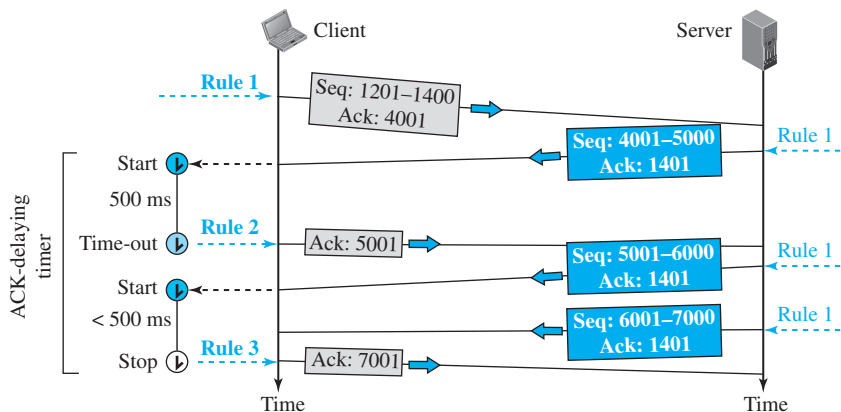 Client
Server
Rule 1
Seq: 1201–1400
Ack: 4001
Seq: 4001–5000
Ack: 1401
Rule 1
Start
500 ms
Time-out
Rule 2
Ack: 5001
Seq: 5001–6000
Ack: 1401
Rule 1
ACK-delaying
timer
Start
< 500 ms
Stop
Seq: 6001–7000
Ack: 1401
Rule 1
Rule 3
Ack: 7001
Time
Time